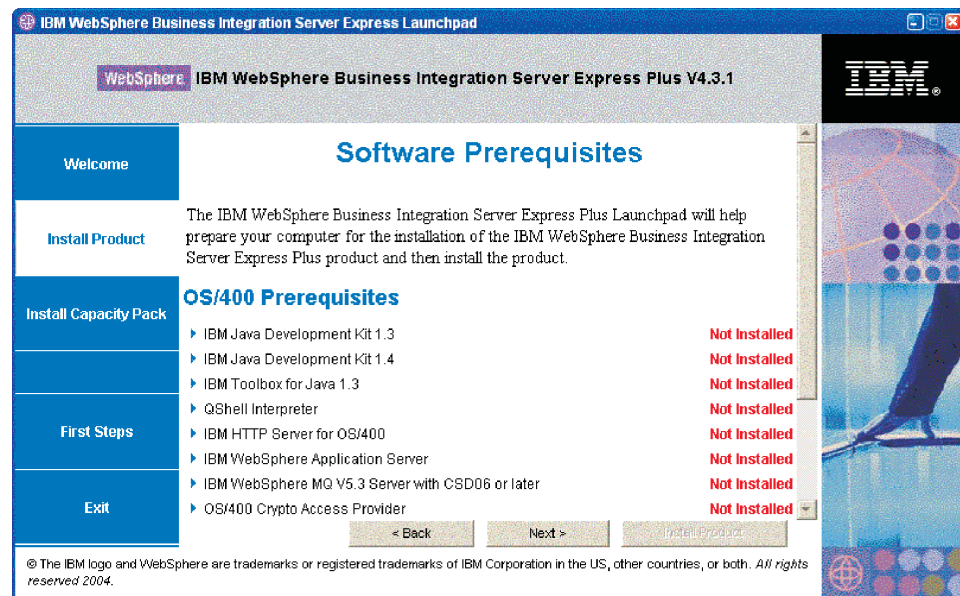 IBM WebSphere Business Integration Server Express Launchpad
WebSphere IBM WebSphere Business Integration Server Express Plus V4.3.1
IBM®
Welcome
Install Product
Install Capacity Pack
First Steps
Exit
Software Prerequisites
The IBM WebSphere Business Integration Server Express Plus Launchpad will help
prepare your computer for the installation of the IBM WebSphere Business Integration
Server Express Plus product and then install the product.
OS/400 Prerequisites
IBM Java Development Kit 1.3 Not Installed
IBM Java Development Kit 1.4 Not Installed
IBM Toolbox for Java 1.3 Not Installed
QShell Interpreter Not Installed
IBM HTTP Server for OS/400 Not Installed
IBM WebSphere Application Server Not Installed
IBM WebSphere MQ V5.3 Server with CSD06 or later Not Installed
OS/400 Crypto Access Provider Not Installed
< Back Next > Install Product
© The IBM logo and WebSphere are trademarks or registered trademarks of IBM Corporation in the US, other countries, or both. All rights
reserved 2004.